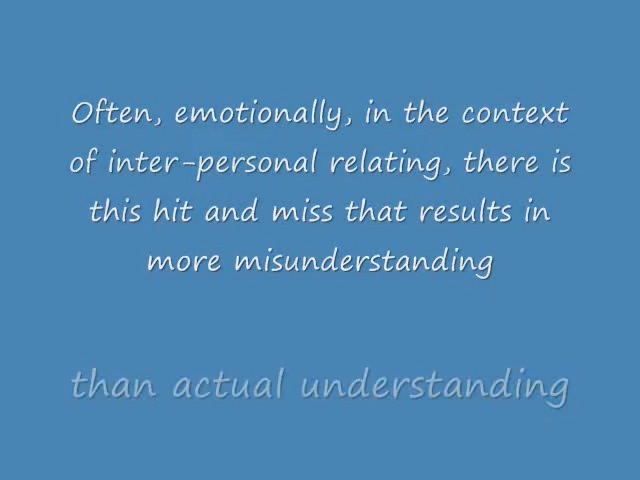 Often, emotionally, in the context
of inter-personal relating, there is
this hit and miss that results in
more misunderstanding
than actual understanding